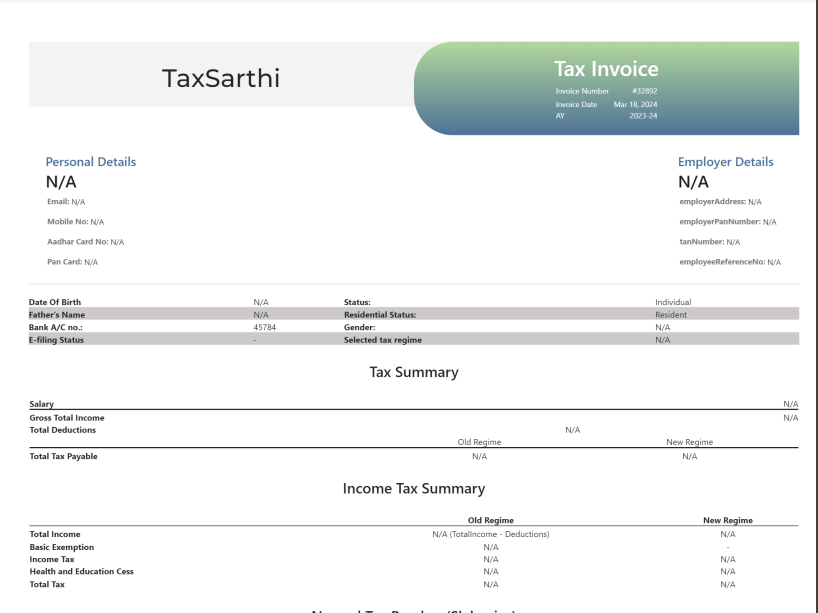 TaxSarthi
Tax Invoice
Invoice Number #32892
Invoice Date Mar 18, 2024
AY 2023-24
Personal Details
N/A
Email: N/A
Mobile No: N/A
Aadhar Card No: N/A
Pan Card: N/A
Employer Details
N/A
employerAddress: N/A
employerPanNumber: N/A
tanNumber: N/A
employeeReferenceNo: N/A
Date Of Birth N/A Status: Individual
Father's Name N/A Residential Status: Resident
Bank A/C no.: 45784 Gender: N/A
E-filing Status - Selected tax regime N/A
Tax Summary
Salary N/A
Gross Total Income N/A
Total Deductions N/A
Old Regime New Regime
Total Tax Payable N/A N/A
Income Tax Summary
Old Regime New Regime
Total Income N/A (TotalIncome - Deductions) N/A
Basic Exemption N/A -
Income Tax N/A N/A
Health and Education Cess N/A N/A
Total Tax N/A N/A